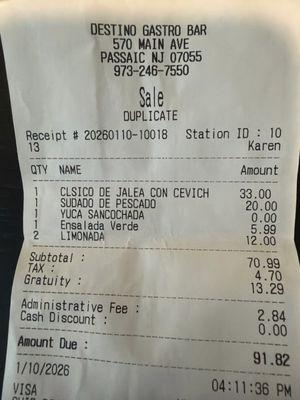 DESTINO GASTRO BAR
570 MAIN AVE
PASSAIC NJ 07055
973-246-7550
Sale
DUPLICATE
Receipt # 20260110-10018 Station ID : 10
13 Karen
QTY NAME Amount
1 CLSICO DE JALEA CON CEVICH 33.00
1 SUDADO DE PESCADO 20.00
1 YUCA SANCOCHADA 0.00
1 Ensalada Verde 5.99
2 LIMONADA 12.00
Subtotal : 70.99
TAX : 4.70
Gratuity : 13.29
Administrative Fee : 2.84
Cash Discount : 0.00
Amount Due : 91.82
1/10/2026
VISA 04:11:36 PM